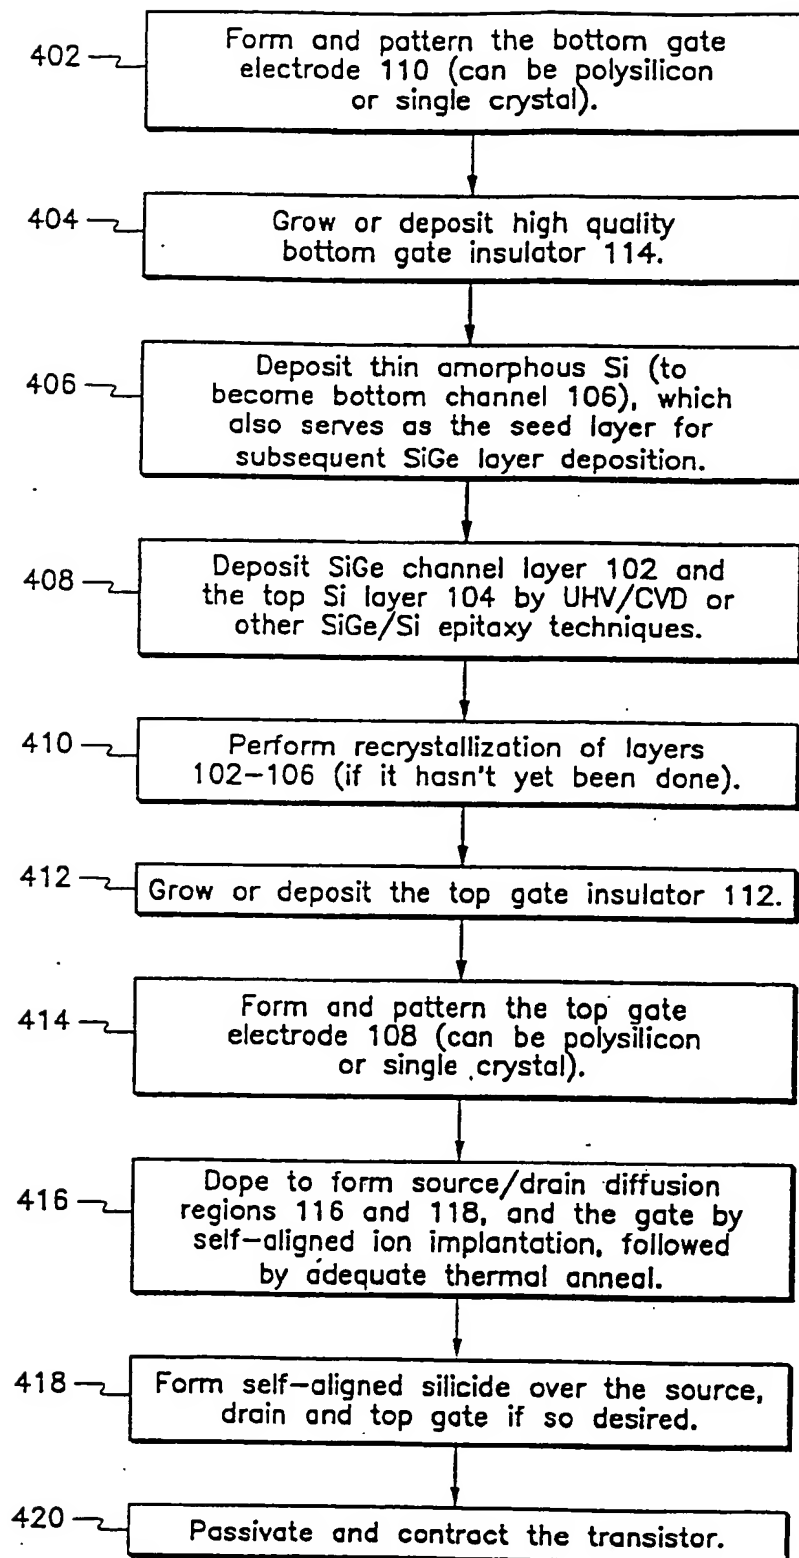 402
Form and pattern the bottom gate
electrode 110 (can be polysilicon
or single crystal).
404
Grow or deposit high quality
bottom gate insulator 114.
406
Deposit thin amorphous Si (to
become bottom channel 106), which
also serves as the seed layer for
subsequent SiGe layer deposition.
408
Deposit SiGe channel layer 102 and
the top Si layer 104 by UHV/CVD or
other SiGe/Si epitaxy techniques.
410
Perform recrystallization of layers
102-106 (if it hasn't yet been done).
412
Grow or deposit the top gate insulator 112.
414
Form and pattern the top gate
electrode 108 (can be polysilicon
or single crystal).
416
Dope to form source/drain diffusion
regions 116 and 118, and the gate by
self-aligned ion implantation, followed
by adequate thermal anneal.
418
Form self-aligned silicide over the source,
drain and top gate if so desired.
420
Passivate and contract the transistor.